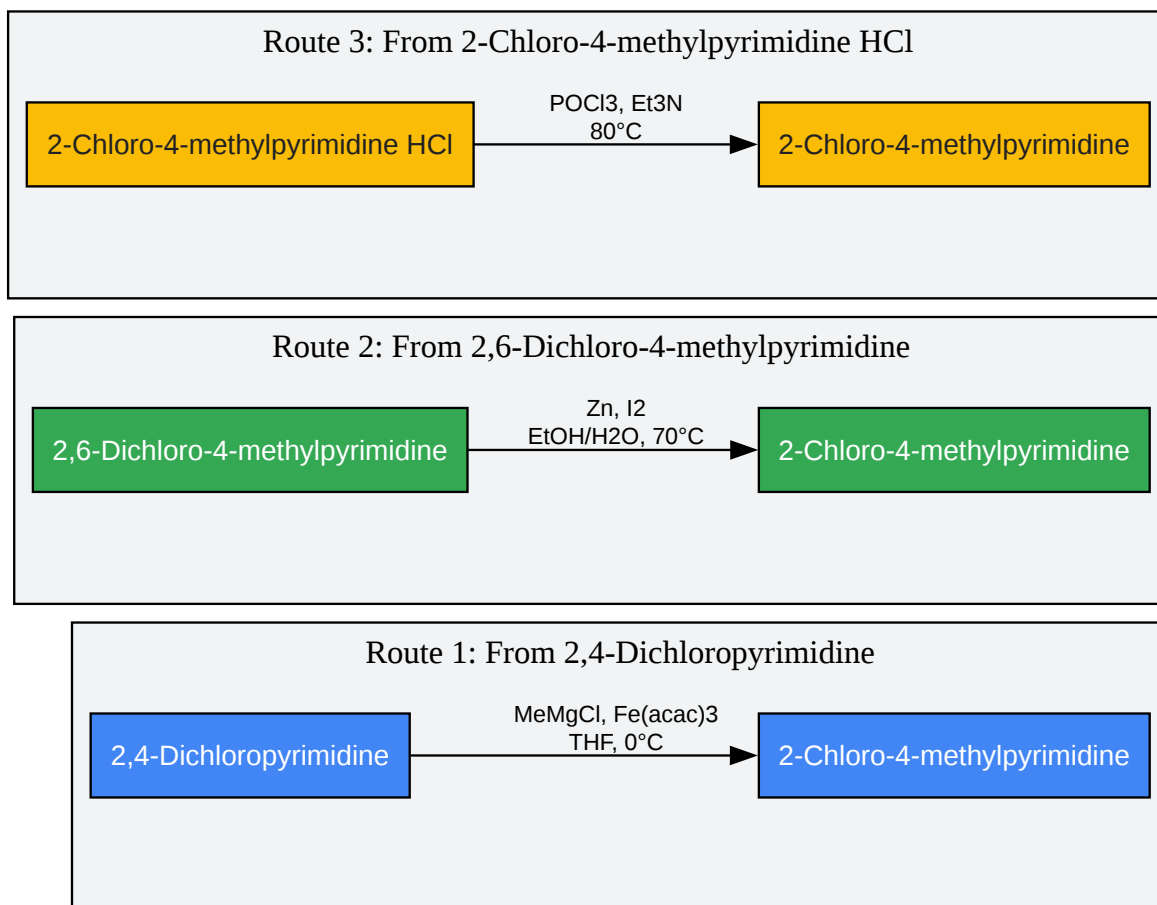 Route 3: From 2-Chloro-4-methylpyrimidine HCl
2-Chloro-4-methylpyrimidine HCl
POCl3, Et3N
80°C
2-Chloro-4-methylpyrimidine
Route 2: From 2,6-Dichloro-4-methylpyrimidine
2,6-Dichloro-4-methylpyrimidine
Zn, I2
EtOH/H2O, 70°C
2-Chloro-4-methylpyrimidine
Route 1: From 2,4-Dichloropyrimidine
2,4-Dichloropyrimidine
MeMgCl, Fe(acac)3
THF, 0°C
2-Chloro-4-methylpyrimidine